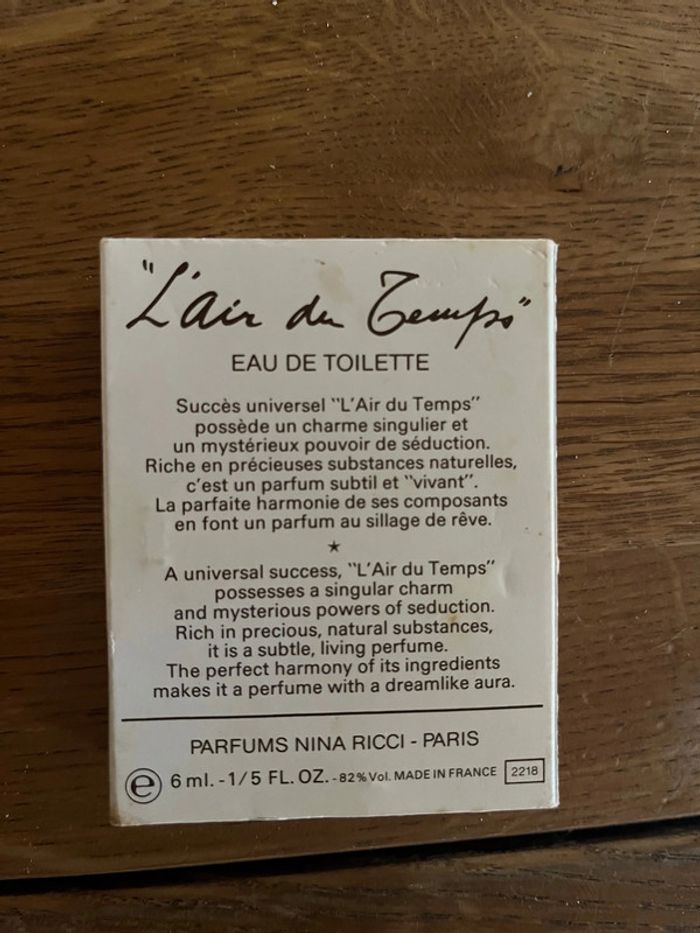 "L'Air du Temps"
EAU DE TOILETTE
Succès universel "L'Air du Temps"
possède un charme singulier et
un mystérieux pouvoir de séduction.
Riche en précieuses substances naturelles,
c'est un parfum subtil et "vivant".
La parfaite harmonie de ses composants
en font un parfum au sillage de rêve.
★
A universal success, "L'Air du Temps"
possesses a singular charm
and mysterious powers of seduction.
Rich in precious, natural substances,
it is a subtle, living perfume.
The perfect harmony of its ingredients
makes it a perfume with a dreamlike aura.
PARFUMS NINA RICCI - PARIS
℮ 6 ml. - 1/5 FL. OZ. - 82% Vol. MADE IN FRANCE 2218